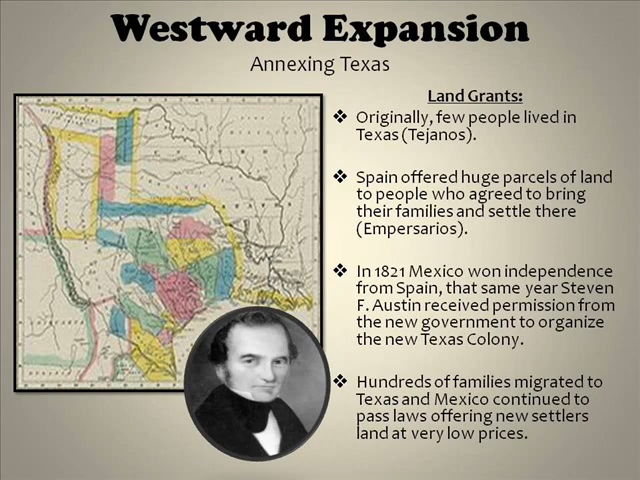 Westward Expansion
Annexing Texas
Land Grants:
❖ Originally, few people lived in
Texas (Tejanos).
❖ Spain offered huge parcels of land
to people who agreed to bring
their families and settle there
(Empersarios).
❖ In 1821 Mexico won independence
from Spain, that same year Steven
F. Austin received permission from
the new government to organize
the new Texas Colony.
❖ Hundreds of families migrated to
Texas and Mexico continued to
pass laws offering new settlers
land at very low prices.